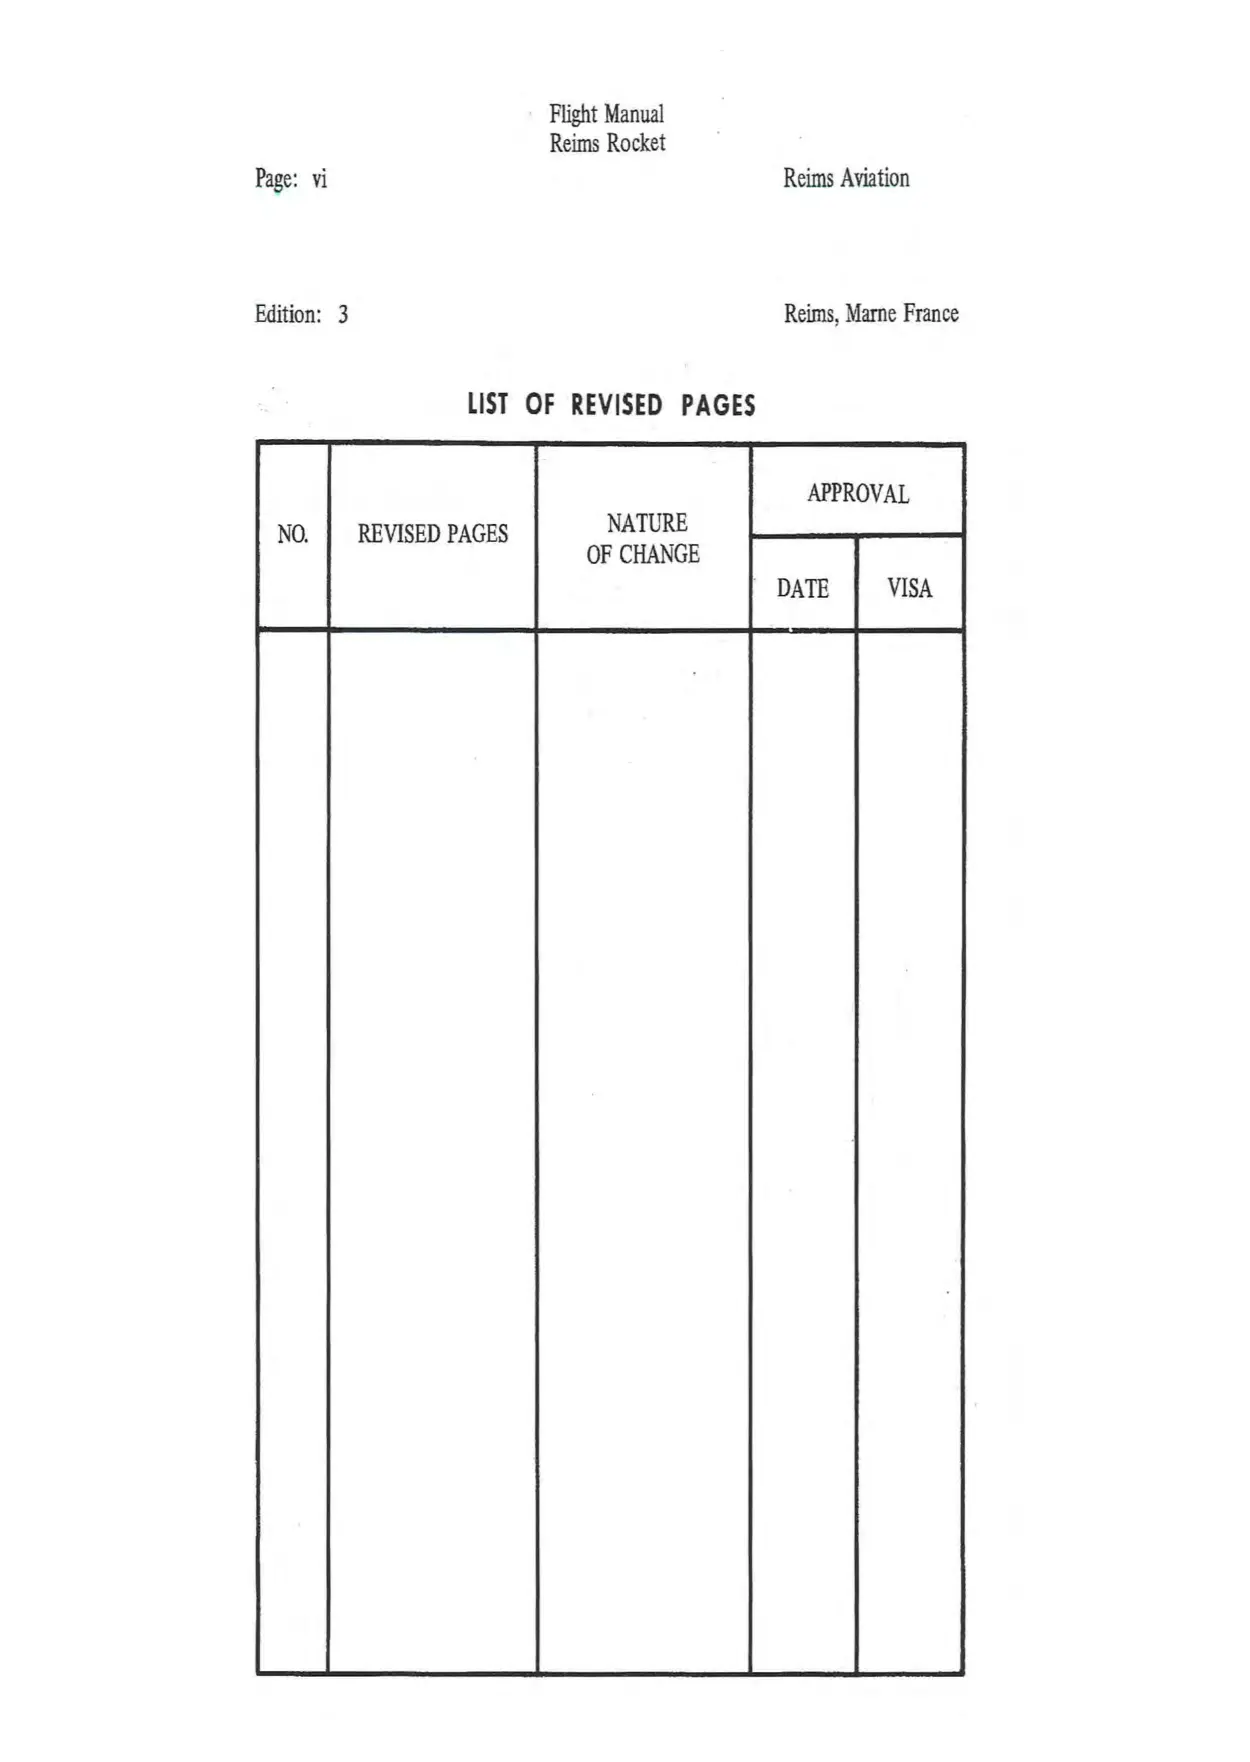 Flight Manual
Reims Rocket
Page: vi
Reims Aviation
Edition: 3
Reims, Marne France
LIST OF REVISED PAGES
NO.
REVISED PAGES
NATURE
OF CHANGE
APPROVAL
DATE
VISA